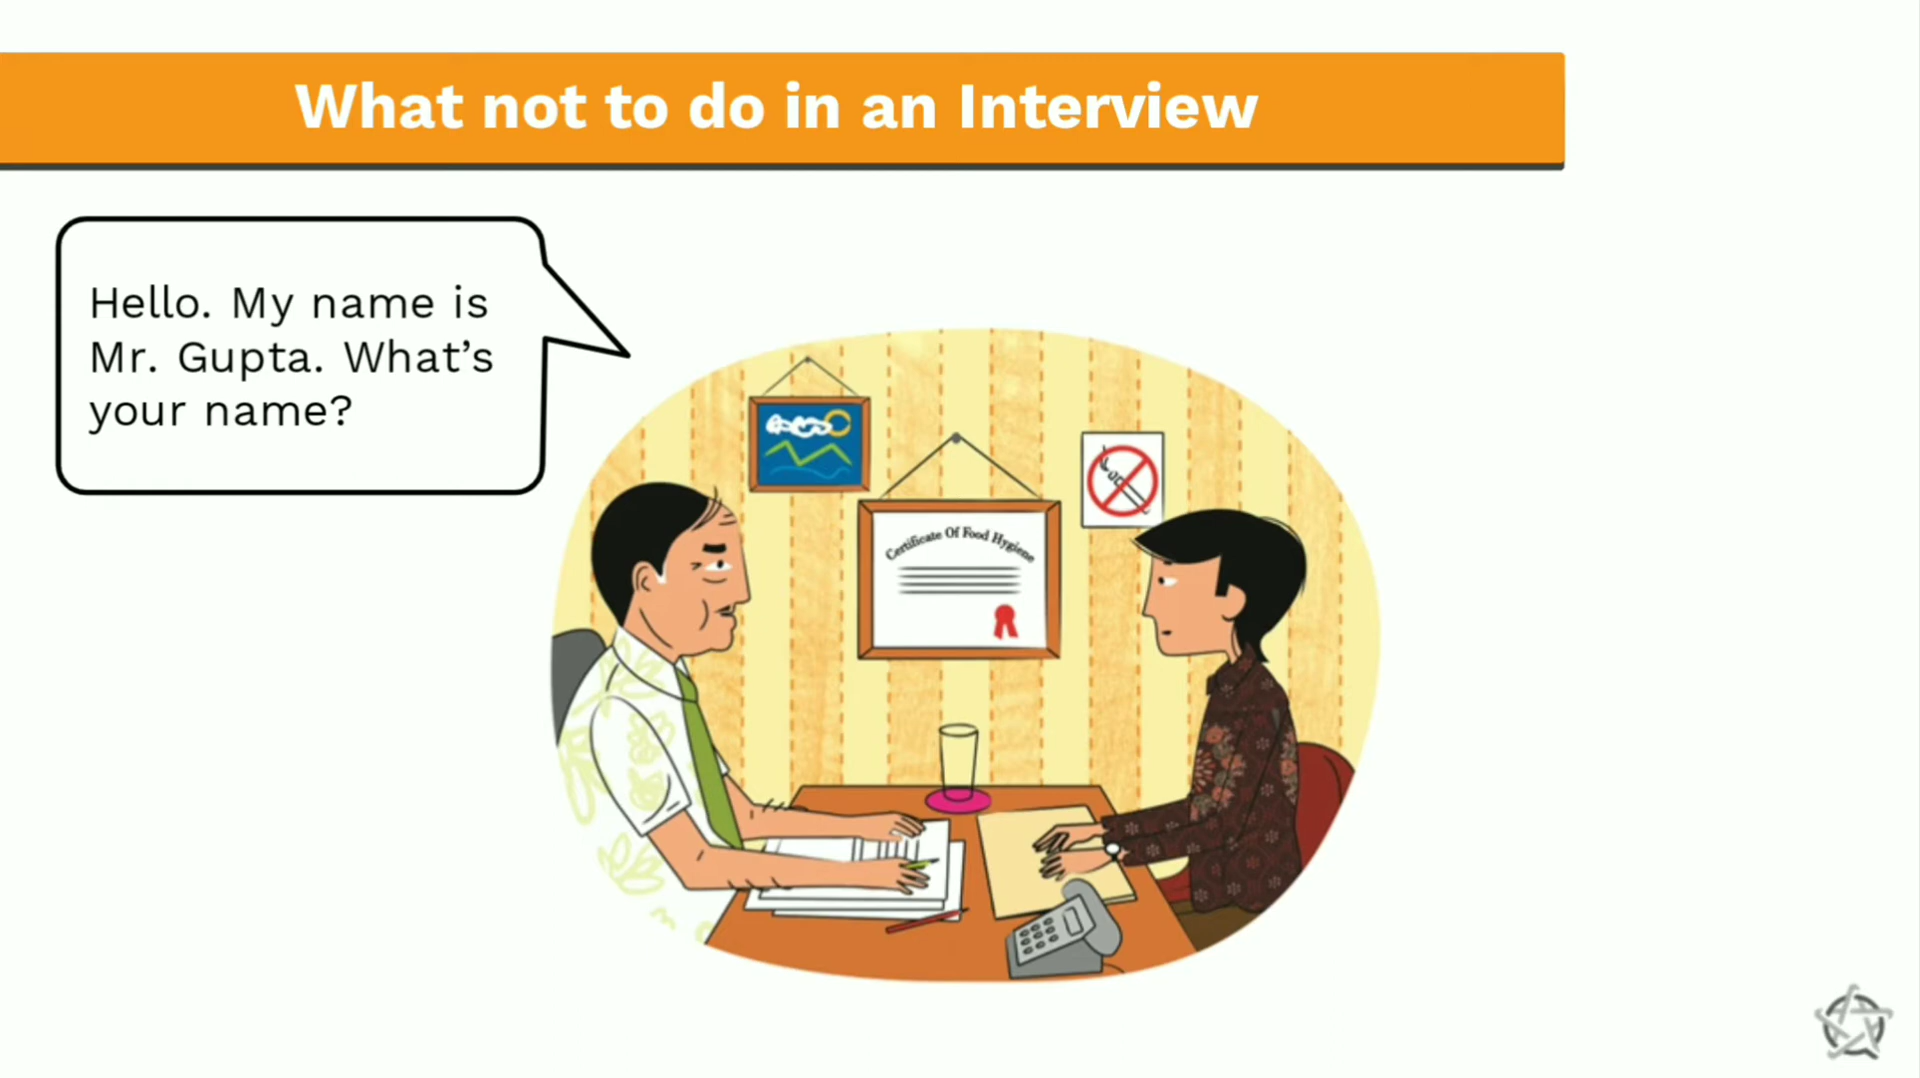 What not to do in an Interview
Hello. My name is
Mr. Gupta. What's
your name?
Certificate Of Food Hygiene